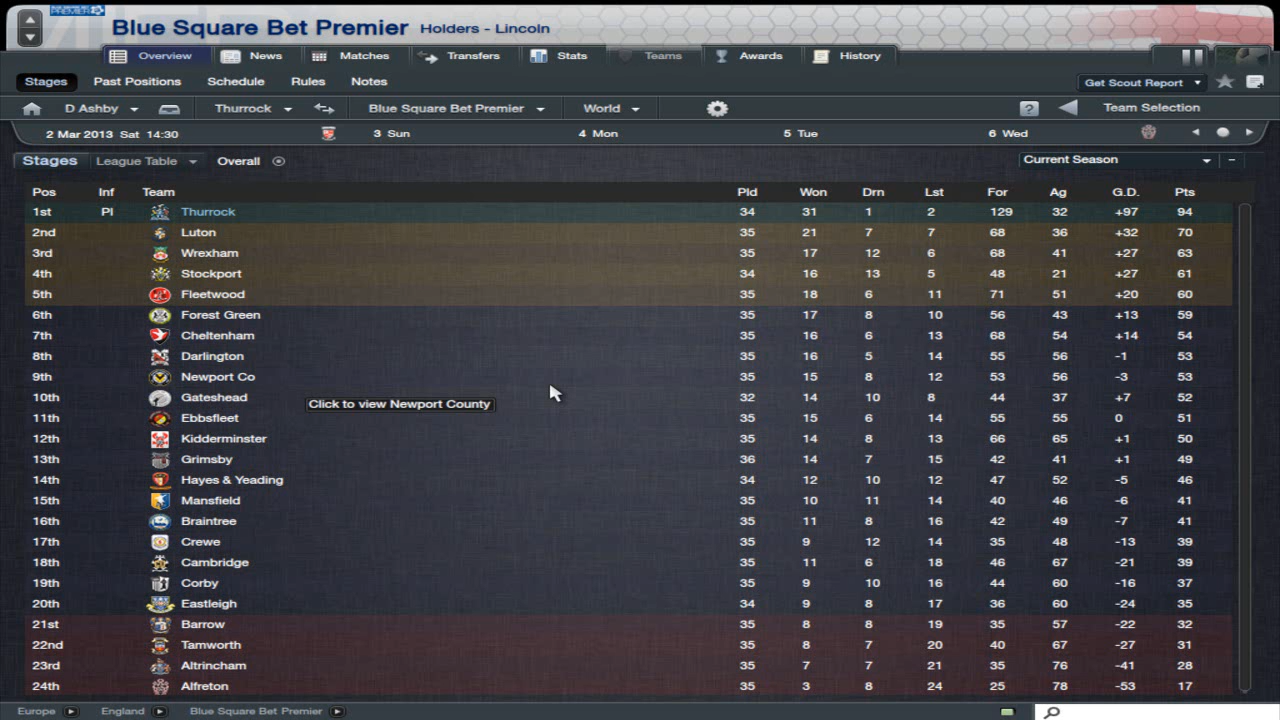 Blue Square Bet Premier Holders - Lincoln
Overview News Matches Transfers Stats Teams Awards History
Stages Past Positions Schedule Rules Notes Get Scout Report
D Ashby Thurrock Blue Square Bet Premier World ? Team Selection
2 Mar 2013 Sat 14:30 3 Sun 4 Mon 5 Tue 6 Wed
Stages League Table Overall Current Season
Pos Inf Team Pld Won Drn Lst For Ag G.D. Pts
1st Pl Thurrock 34 31 1 2 129 32 +97 94
2nd Luton 35 21 7 7 68 36 +32 70
3rd Wrexham 35 17 12 6 68 41 +27 63
4th Stockport 34 16 13 5 48 21 +27 61
5th Fleetwood 35 18 6 11 71 51 +20 60
6th Forest Green 35 17 8 10 56 43 +13 59
7th Cheltenham 35 16 6 13 68 54 +14 54
8th Darlington 35 16 5 14 55 56 -1 53
9th Newport Co 35 15 8 12 53 56 -3 53
10th Gateshead 32 14 10 8 44 37 +7 52
Click to view Newport County
11th Ebbsfleet 35 15 6 14 55 55 0 51
12th Kidderminster 35 14 8 13 66 65 +1 50
13th Grimsby 36 14 7 15 42 41 +1 49
14th Hayes & Yeading 34 12 10 12 47 52 -5 46
15th Mansfield 35 10 11 14 40 46 -6 41
16th Braintree 35 11 8 16 42 49 -7 41
17th Crewe 35 9 12 14 35 48 -13 39
18th Cambridge 35 11 6 18 46 67 -21 39
19th Corby 35 9 10 16 44 60 -16 37
20th Eastleigh 34 9 8 17 36 60 -24 35
21st Barrow 35 8 8 19 35 57 -22 32
22nd Tamworth 35 8 7 20 40 67 -27 31
23rd Altrincham 35 7 7 21 35 76 -41 28
24th Alfreton 35 3 8 24 25 78 -53 17
Europe England Blue Square Bet Premier